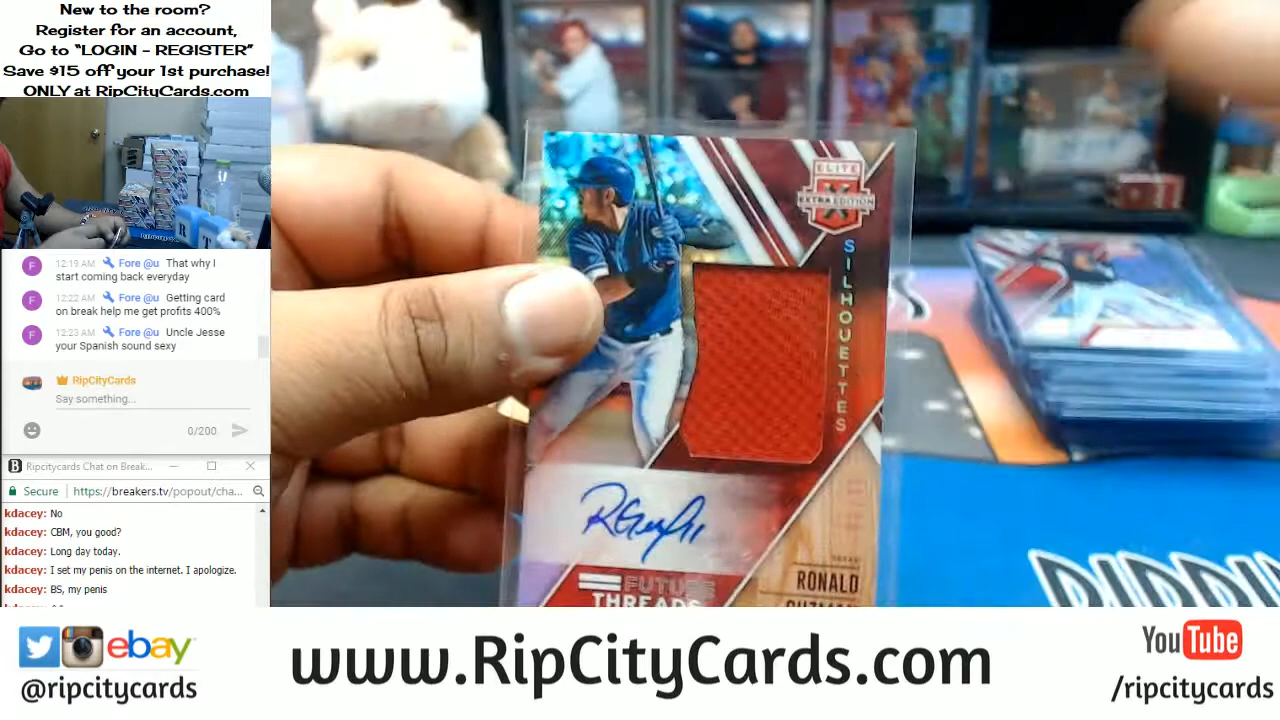 New to the room?
Register for an account,
Go to "LOGIN - REGISTER"
Save $15 off your 1st purchase!
ONLY at RipCityCards.com
F 12:19 AM Fore @u That why I
start coming back everyday
F 12:22 AM Fore @u Getting card
on break help me get profits 400%
F 12:23 AM Fore @u Uncle Jesse
your Spanish sound sexy
RipCityCards
Say something...
0/200
B Ripcitycards Chat on Break...
Secure https://breakers.tv/popout/cha...
kdacey: No
kdacey: CBM, you good?
kdacey: Long day today.
kdacey: I set my penis on the internet. I apologize.
kdacey: BS, my penis
ELITE
X
EXTRA EDITION
SILHOUETTES
FUTURE
THREADS
RONALD
ebay
@ripcitycards
www.RipCityCards.com
YouTube
/ripcitycards